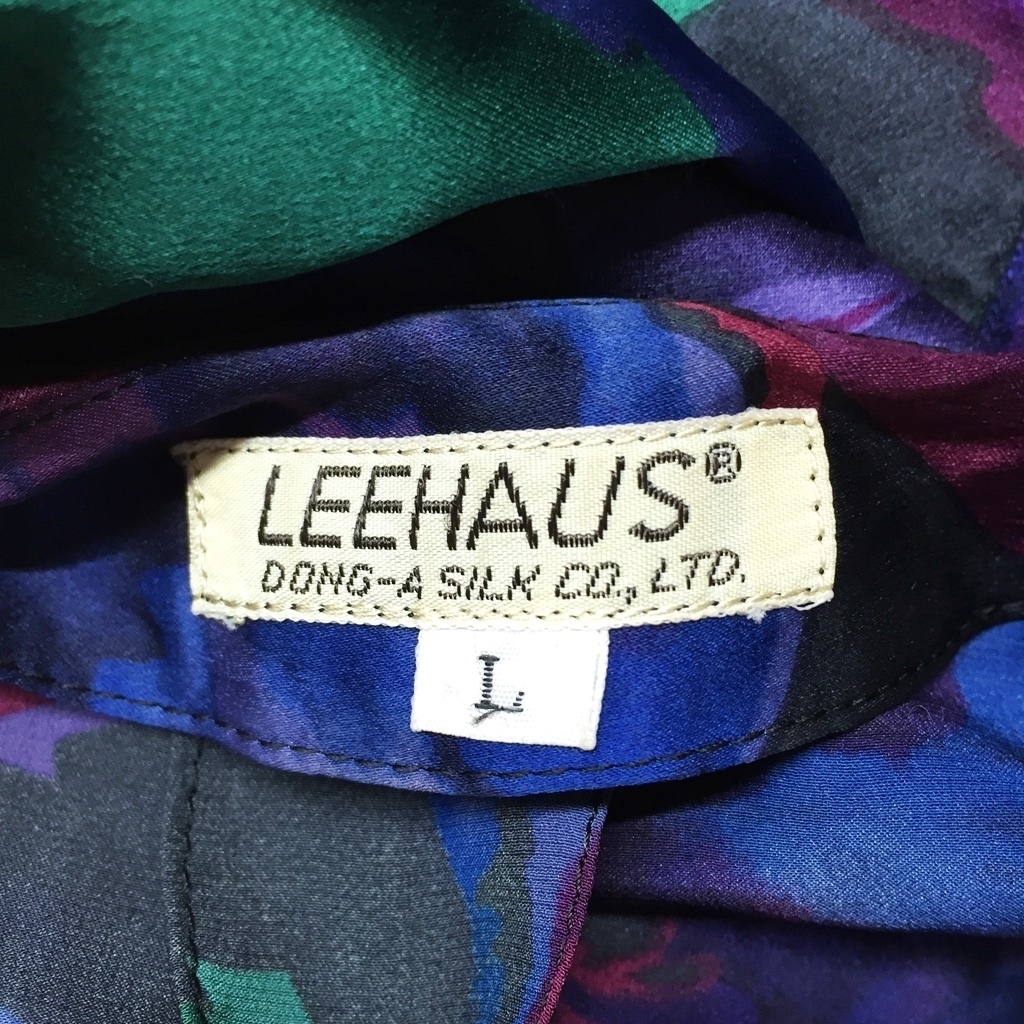 LEEHAUS®
DONG-A SILK CO., LTD.
L